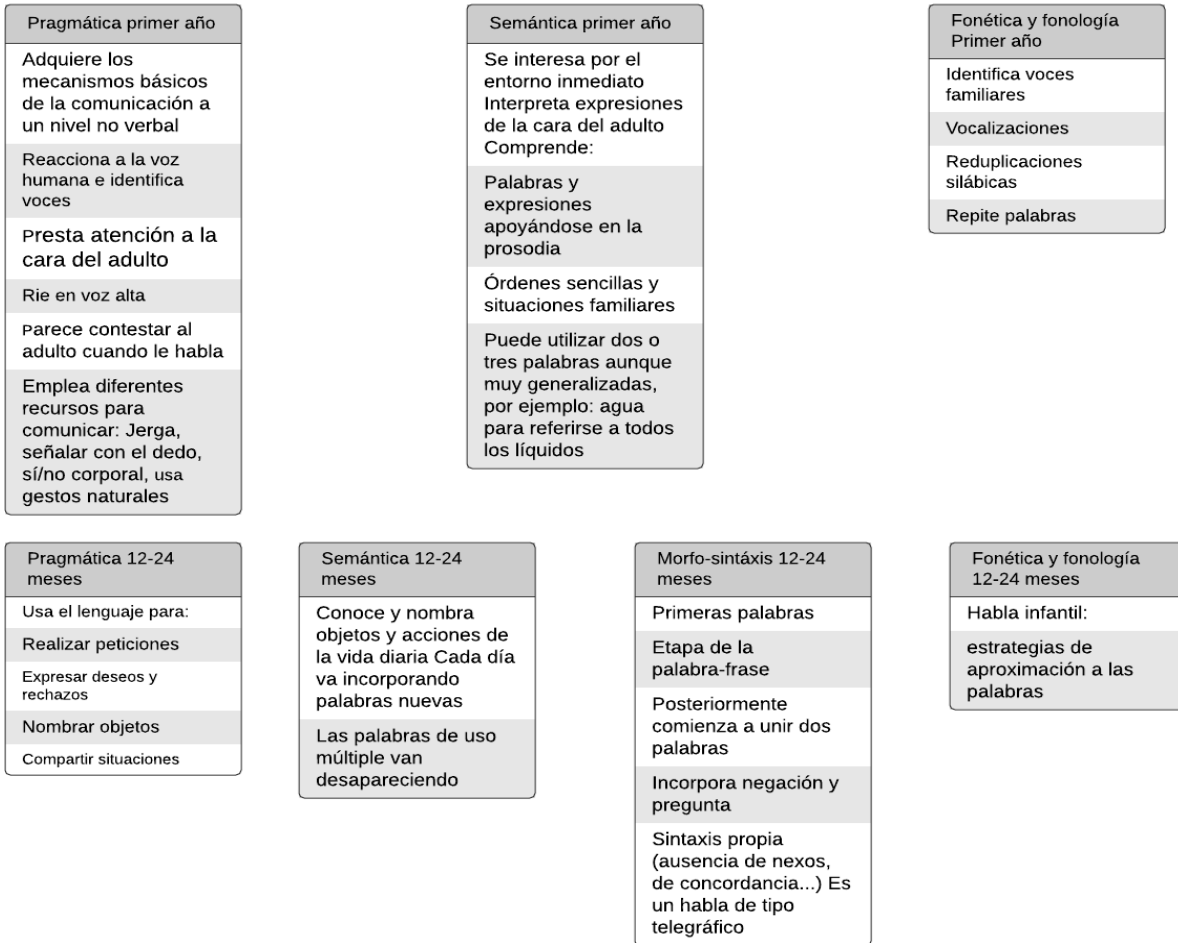 Pragmática primer año
Adquiere los
mecanismos básicos
de la comunicación a
un nivel no verbal
Reacciona a la voz
humana e identifica
voces
Presta atención a la
cara del adulto
Rie en voz alta
Parece contestar al
adulto cuando le habla
Emplea diferentes
recursos para
comunicar: Jerga,
señalar con el dedo,
sí/no corporal, usa
gestos naturales
Semántica primer año
Se interesa por el
entorno inmediato
Interpreta expresiones
de la cara del adulto
Comprende:
Palabras y
expresiones
apoyándose en la
prosodia
Órdenes sencillas y
situaciones familiares
Puede utilizar dos o
tres palabras aunque
muy generalizadas,
por ejemplo: agua
para referirse a todos
los líquidos
Fonética y fonología
Primer año
Identifica voces
familiares
Vocalizaciones
Reduplicaciones
silábicas
Repite palabras
Pragmática 12-24
meses
Usa el lenguaje para:
Realizar peticiones
Expresar deseos y
rechazos
Nombrar objetos
Compartir situaciones
Semántica 12-24
meses
Conoce y nombra
objetos y acciones de
la vida diaria Cada día
va incorporando
palabras nuevas
Las palabras de uso
múltiple van
desapareciendo
Morfo-sintáxis 12-24
meses
Primeras palabras
Etapa de la
palabra-frase
Posteriormente
comienza a unir dos
palabras
Incorpora negación y
pregunta
Sintaxis propia
(ausencia de nexos,
de concordancia...) Es
un habla de tipo
telegráfico
Fonética y fonología
12-24 meses
Habla infantil:
estrategias de
aproximación a las
palabras